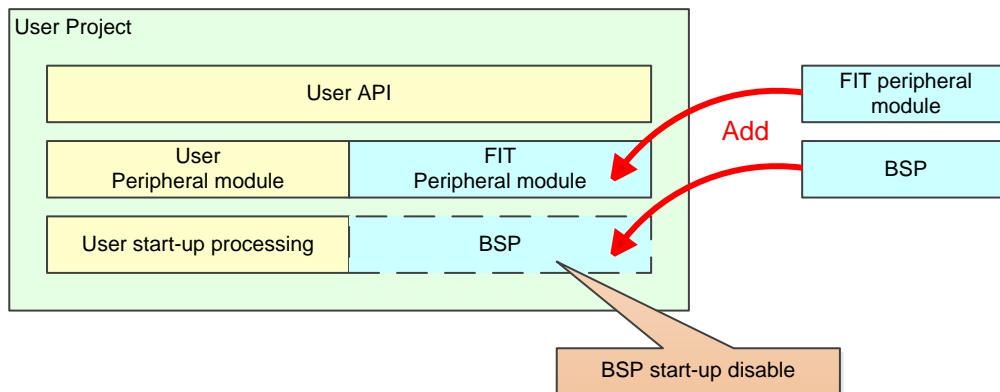 User Project
User API
FIT peripheral
module
Add
User
Peripheral module
FIT
Peripheral module
BSP
User start-up processing
BSP
BSP start-up disable